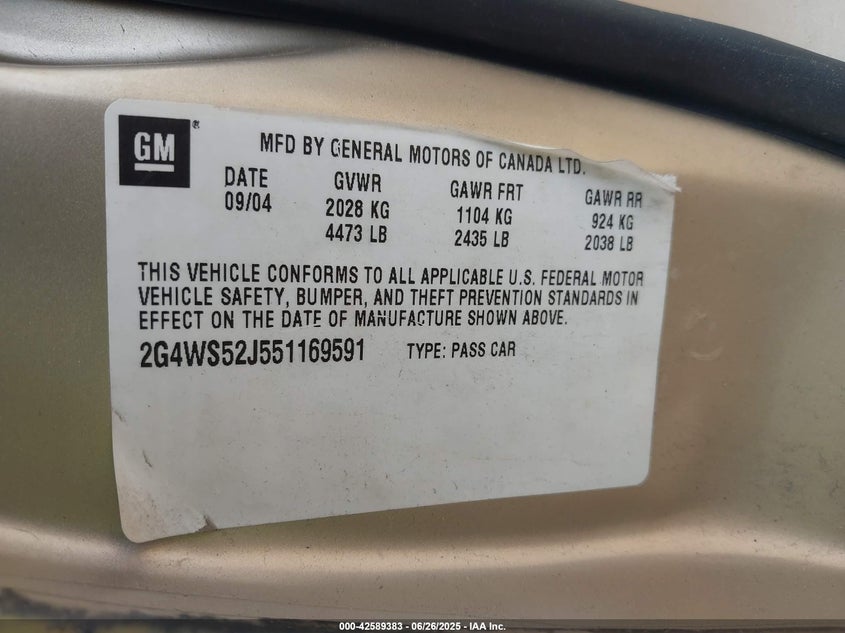 GM®
MFD BY GENERAL MOTORS OF CANADA LTD.
DATE GVWR GAWR FRT GAWR RR
09/04 2028 KG 1104 KG 924 KG
4473 LB 2435 LB 2038 LB
THIS VEHICLE CONFORMS TO ALL APPLICABLE U.S. FEDERAL MOTOR
VEHICLE SAFETY, BUMPER, AND THEFT PREVENTION STANDARDS IN
EFFECT ON THE DATE OF MANUFACTURE SHOWN ABOVE.
2G4WS52J551169591 TYPE: PASS CAR
000-42589383 - 06/26/2025 - IAA Inc.